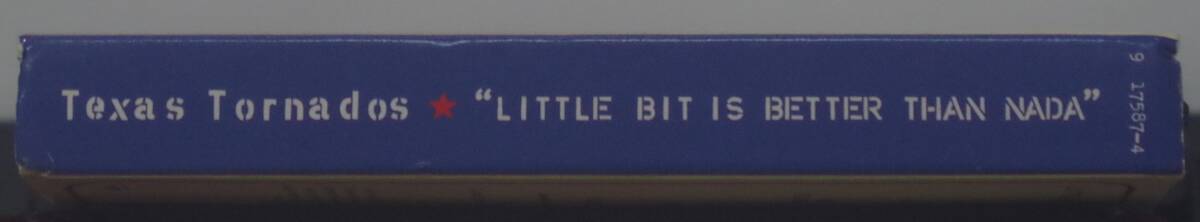 Texas Tornados ★ “LITTLE BIT IS BETTER THAN NADA”
9 17587-4